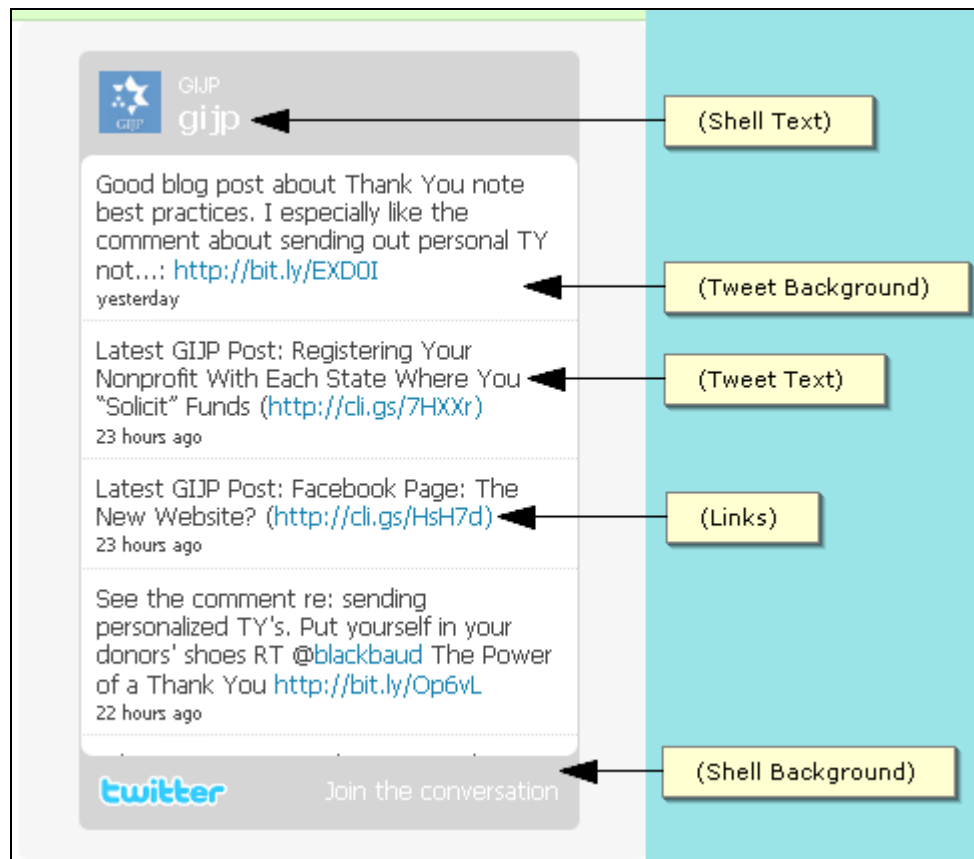 GIJP
GIJP
gijp
(Shell Text)
Good blog post about Thank You note
best practices. I especially like the
comment about sending out personal TY
not...: http://bit.ly/EXD0I
yesterday
(Tweet Background)
Latest GIJP Post: Registering Your
Nonprofit With Each State Where You
“Solicit” Funds (http://cli.gs/7HXXr)
23 hours ago
(Tweet Text)
Latest GIJP Post: Facebook Page: The
New Website? (http://cli.gs/HsH7d)
23 hours ago
(Links)
See the comment re: sending
personalized TY's. Put yourself in your
donors' shoes RT @blackbaud The Power
of a Thank You http://bit.ly/Op6vL
22 hours ago
(Shell Background)
twitter
Join the conversation